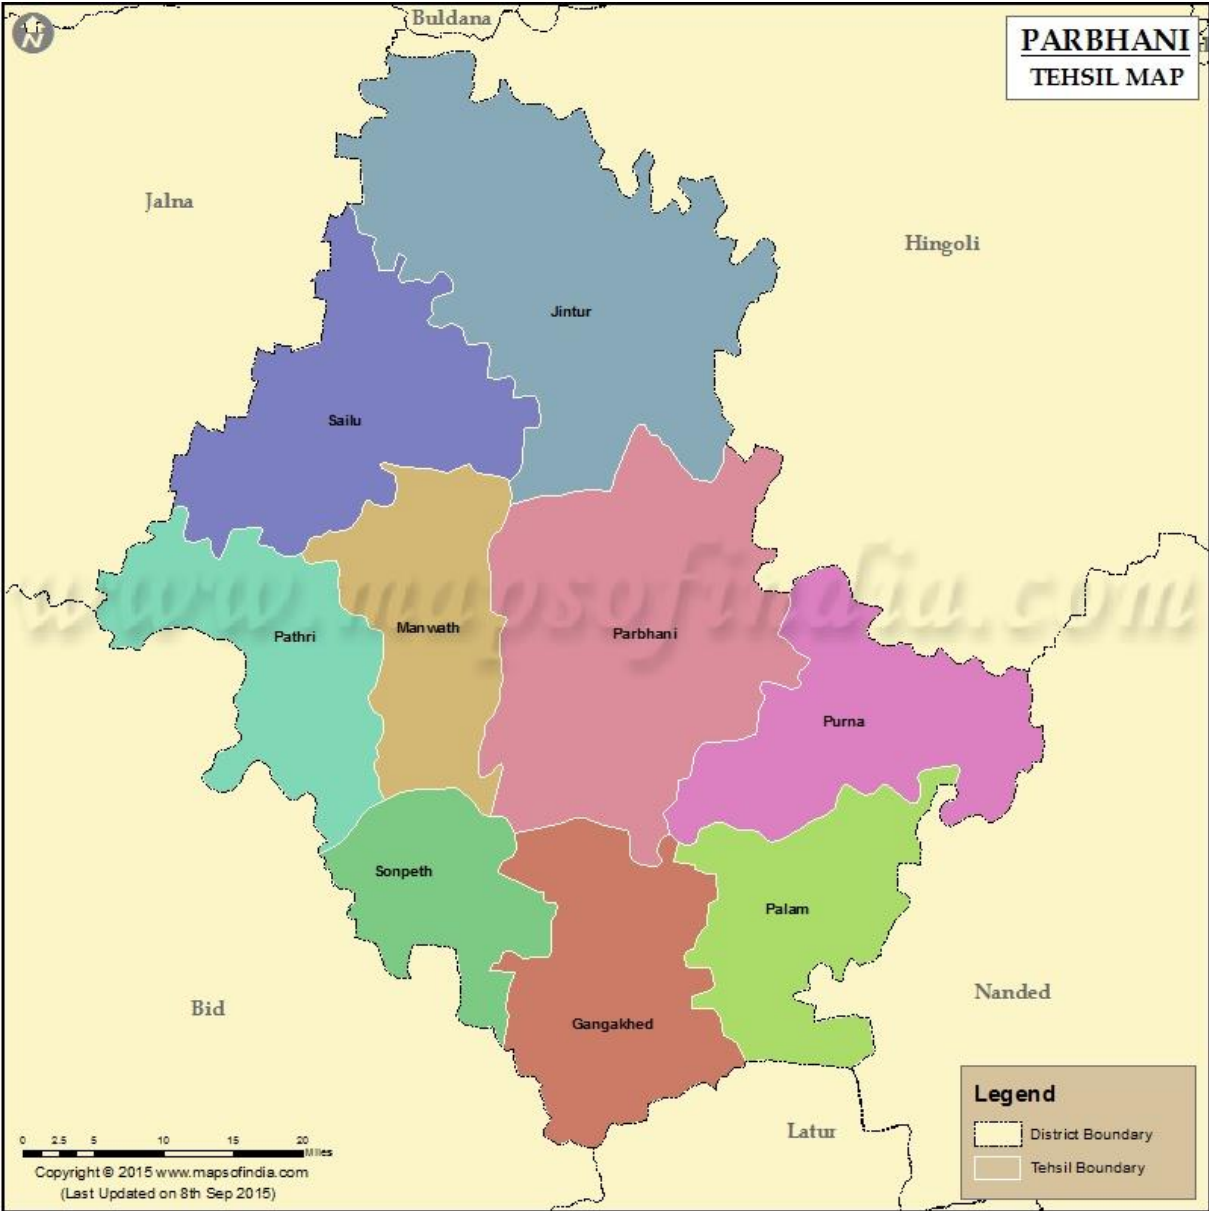 Buldana
N
PARBHANI
TEHSIL MAP
Jalna
Hingoli
Jintur
Sailu
www.mapsofindia.com
Pathri
Manwath
Parbhani
Purna
Sonpeth
Palam
Bid
Nanded
Gangakhed
Latur
Legend
District Boundary
Tehsil Boundary
0 2.5 5 10 15 20
Miles
Copyright © 2015 www.mapsofindia.com
(Last Updated on 8th Sep 2015)